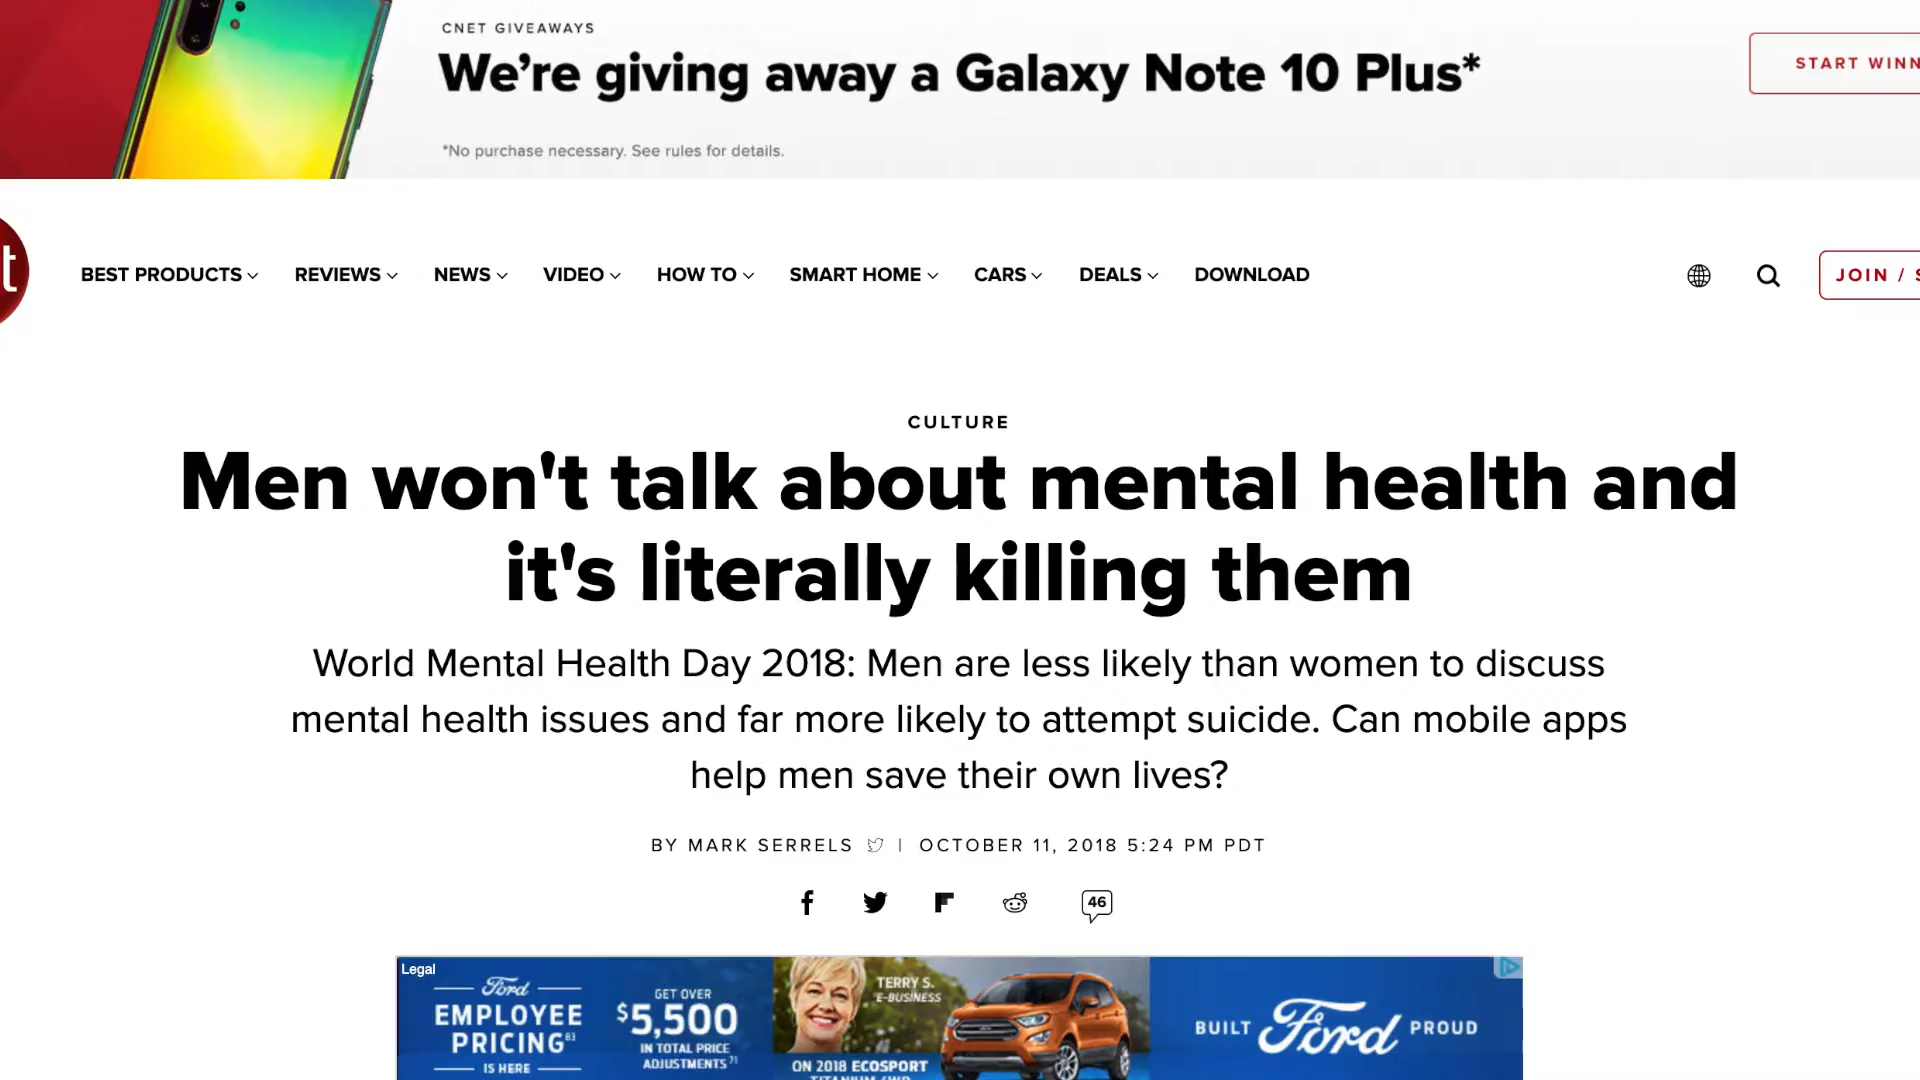 CNET GIVEAWAYS
We're giving away a Galaxy Note 10 Plus*
START WINN
*No purchase necessary. See rules for details.
t
BEST PRODUCTS REVIEWS NEWS VIDEO HOW TO SMART HOME CARS DEALS DOWNLOAD
JOIN / S
CULTURE
Men won't talk about mental health and
it's literally killing them
World Mental Health Day 2018: Men are less likely than women to discuss
mental health issues and far more likely to attempt suicide. Can mobile apps
help men save their own lives?
BY MARK SERRELS | OCTOBER 11, 2018 5:24 PM PDT
46
Legal
Ford
EMPLOYEE
PRICING
IS HERE
GET OVER
$5,500
IN TOTAL PRICE
ADJUSTMENTS
TERRY S.
E-BUSINESS
ON 2018 ECOSPORT
BUILT Ford PROUD